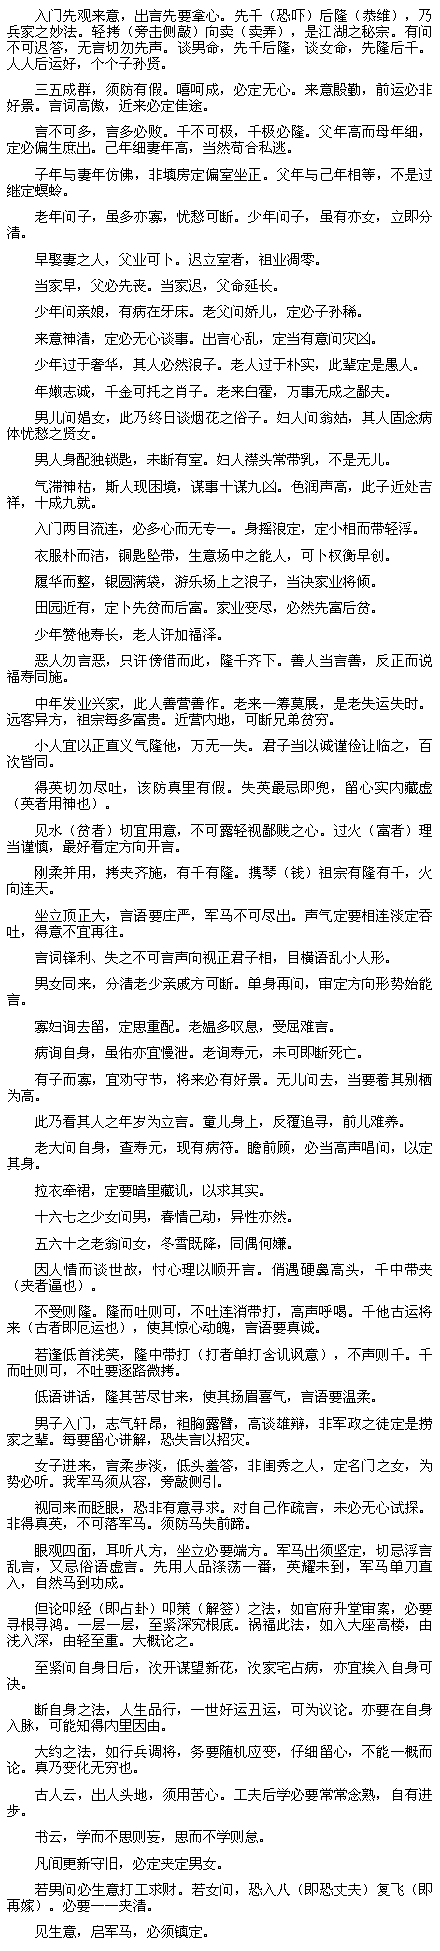 入门先观来意，出言先要拿心。先千（恐吓）后隆（恭维），乃
兵家之妙法。轻拷（旁击侧敲）向卖（卖弄），是江湖之秘宗。有问
不可迟答，无言切勿先声。谈男命，先千后隆，谈女命，先隆后千。
人人后运好，个个子孙贤。
三五成群，须防有假。嘻呵成，必定无心。来意殷勤，前运必非
好景。言词高傲，近来必定佳途。
言不可多，言多必败。千不可极，千极必隆。父年高而母年细，
定必偏生庶出。己年细妻年高，当然苟合私逃。
子年与妻年仿佛，非填房定偏室坐正。父年与己年相等，不是过
继定螟蛉。
老年问子，虽多亦寡，忧愁可断。少年问子，虽有亦女，立即分
清。
早娶妻之人，父业可卜。迟立室者，祖业凋零。
当家早，父必先丧。当家迟，父命延长。
少年问亲娘，有病在牙床。老父问娇儿，定必子孙稀。
来意神清，定必无心谈事。出言心乱，定当有意问灾凶。
少年过于奢华，其人必然浪子。老人过于朴实，此辈定是愚人。
年嫩志诚，千金可托之肖子。老来白霍，万事无成之鄙夫。
男儿问娼女，此乃终日谈烟花之俗子。妇人问翁姑，其人固念病
体忧愁之贤女。
男人身配独锁匙，未断有室。妇人襟头常带乳，不是无儿。
气滞神枯，斯人现困境，谋事十谋九凶。色润声高，此子近处吉
祥，十成九就。
入门两目流连，必多心而无专一。身摇浪定，定小相而带轻浮。
衣服朴而洁，铜匙坠带，生意场中之能人，可卜权衡早创。
履华而整，银圆满袋，游乐场上之浪子，当决家业将倾。
田园近有，定卜先贫而后富。家业变尽，必然先富后贫。
少年赞他寿长，老人许加福泽。
恶人勿言恶，只许傍借而此，隆千齐下。善人当言善，反正而说
福寿同施。
中年发业兴家，此人善营善作。老来一筹莫展，是老失运失时。
远客异方，祖宗每多富贵。近营内地，可断兄弟贫穷。
小人宜以正直义气隆他，万无一失。君子当以诚谨俭让临之，百
次皆同。
得英切勿尽吐，该防真里有假。失英最忌即兜，留心实内藏虚
（英者用神也）。
见水（贫者）切宜用意，不可露轻视鄙贱之心。过火（富者）理
当谨慎，最好看定方向开言。
刚柔并用，拷夹齐施，有千有隆。携琴（钱）祖宗有隆有千，火
向连天。
坐立顶正大，言语要庄严，军马不可尽出。声气定要相连淡定吞
吐，得意不宜再往。
言词锋利、失之不可言声向视正君子相，目横语乱小人形。
男女同来，分清老少亲戚方可断。单身再问，审定方向形势始能
言。
寡妇询去留，定思重配。老媪多叹息，受屈难言。
病询自身，虽佑亦宜慢泄。老询寿元，未可即断死亡。
有子而寡，宜劝守节，将来必有好景。无儿问去，当要着其别栖
为高。
此乃看其人之年岁为立言。童儿身上，反覆追寻，前儿难养。
老大问自身，查寿元，现有病符。瞻前顾，必当高声唱问，以定
其身。
拉衣牵裙，定要暗里藏讥，以求其实。
十六七之少女问男，春情己动，异性亦然。
五六十之老翁问女，冬雪既降，同偶何嫌。
因人情而谈世故，忖心理以顺开言。俏遇硬鼻高头，千中带夹
（夹者逼也）。
不受则隆。隆而吐则可，不吐连消带打，高声呼喝。千他古运将
来（古者即厄运也），使其惊心动魄，言语要真诚。
若逢低首浅笑，隆中带打（打者单打含讥讽意），不声则千。千
而吐则可，不吐要逐路微拷。
低语讲话，隆其苦尽甘来，使其扬眉喜气，言语要温柔。
男子入门，志气轩昂，袒胸露臂，高谈雄辩，非军政之徒定是捞
家之辈。每要留心讲解，恐失言以招灾。
女子进来，言柔步淡，低头羞答，非闺秀之人，定名门之女，为
势必听。我军马须从容，旁敲侧引。
视同来而眨眼，恐非有意寻求。对自己作疏言，未必无心试探。
非得真英，不可落军马。须防马失前蹄。
眼观四面，耳听八方，坐立必要端方。军马出须坚定，切忌浮言
乱言，又忌俗语虚言。先用人品涤荡一番，英耀未到，军马单刀直
入，自然马到功成。
但论叩经（即占卦）叩策（解签）之法，如官府升堂审案，必要
寻根寻鸿。一层一层，至紧深究根底。祸福此法，如入大座高楼，由
浅入深，由轻至重。大概论之。
至紧问自身日后，次开谋望新花，次家宅占病，亦宜挨入自身可
决。
断自身之法，人生品行，一世好运丑运，可为议论。亦要在自身
入脉，可能知得内里因由。
大约之法，如行兵调将，务要随机应变，仔细留心，不能一概而
论。真乃变化无穷也。
古人云，出人头地，须用苦心。工夫后学必要常常念熟，自有进
步。
书云，学而不思则妄，思而不学则怠。
凡间更新守旧，必定夹定男女。
若男问必生意打工求财。若女问，恐入八（即恐丈夫）复飞（即
再嫁）。必要一一夹清。
见生意，启军马，必须镇定。